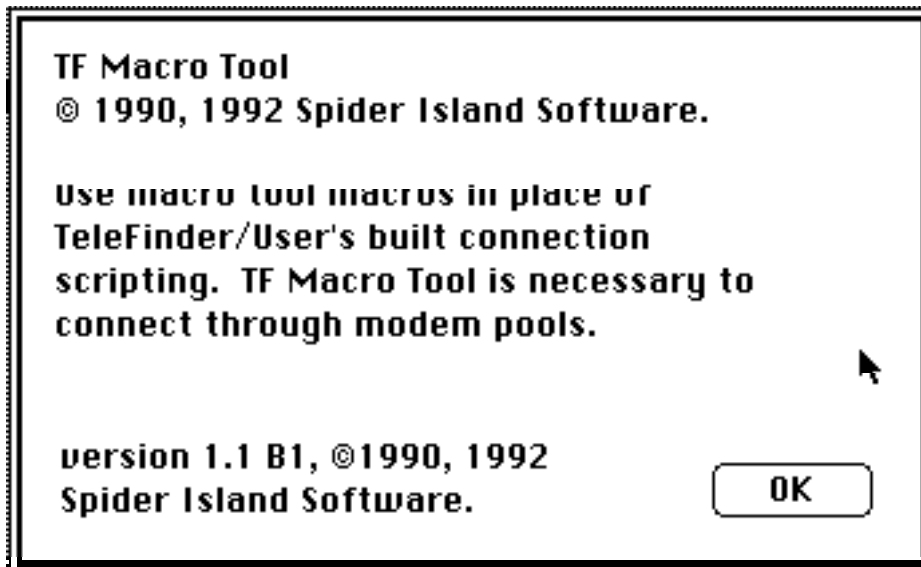 TF Macro Tool
© 1990, 1992 Spider Island Software.
Use macro tool macros in place of
TeleFinder/User's built connection
scripting.  TF Macro Tool is necessary to
connect through modem pools.
version 1.1 B1, ©1990, 1992
Spider Island Software.
OK